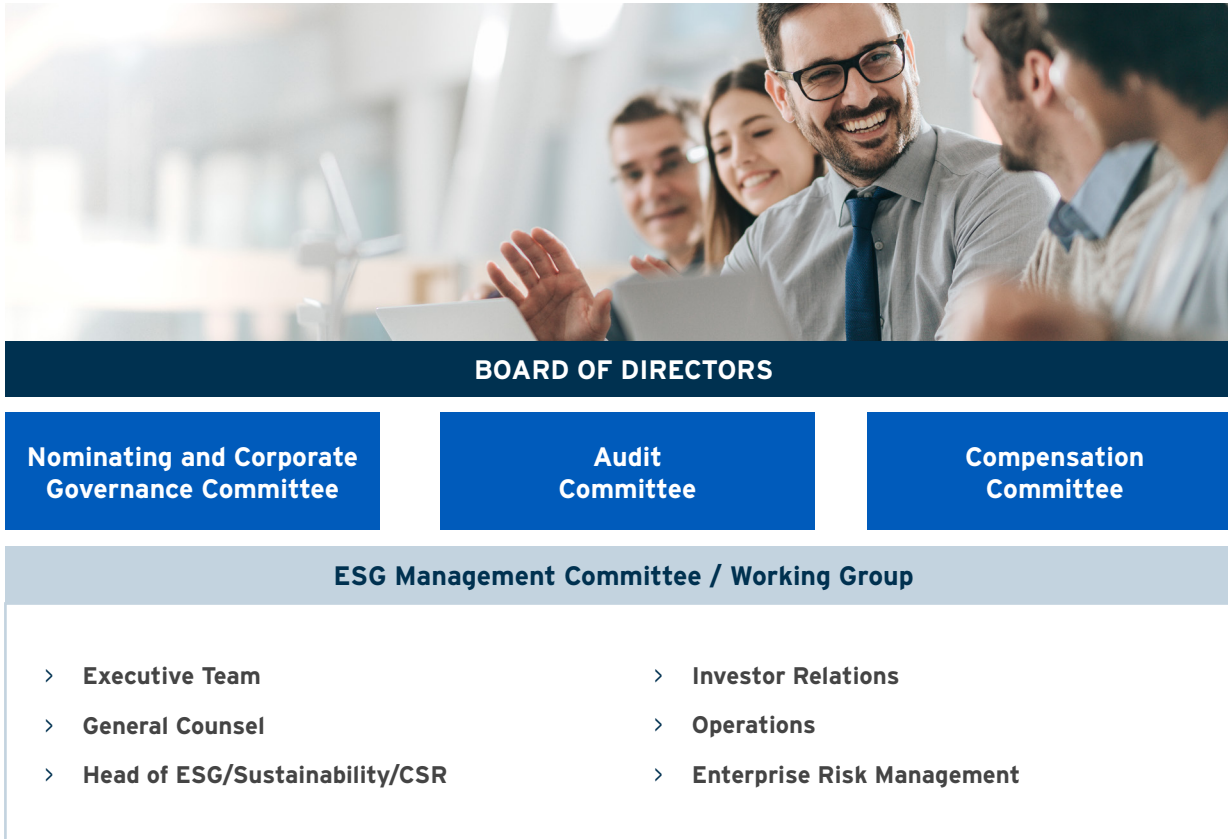 BOARD OF DIRECTORS
Nominating and Corporate
Governance Committee
Audit
Committee
Compensation
Committee
ESG Management Committee / Working Group
> Executive Team
> General Counsel
> Head of ESG/Sustainability/CSR
> Investor Relations
> Operations
> Enterprise Risk Management